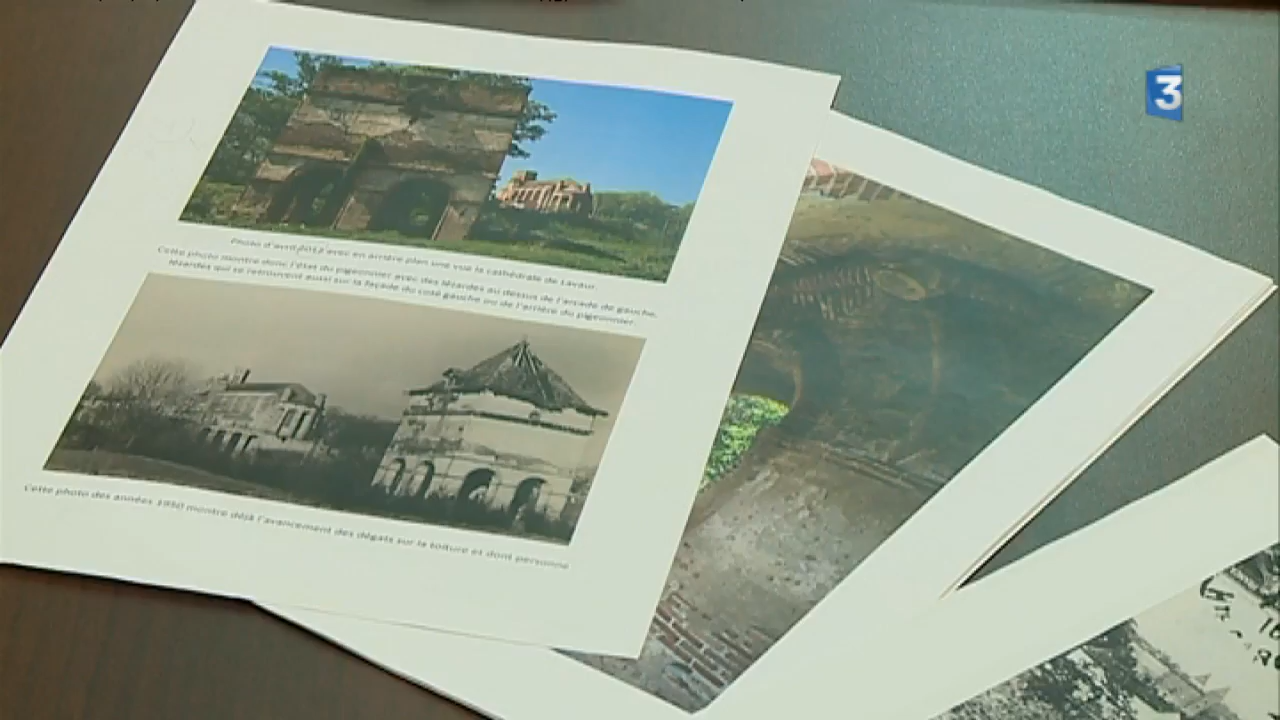 3
Photo d'avril 2012 avec en arrière plan une vue la cathédrale de Lavaur.
Cette photo montre donc l'état du pigeonnier avec des lézardes au dessus de l'arcade de gauche,
lézardes qui se retrouvent aussi sur la façade du coté gauche ou de l'arrière du pigeonnier.
Cette photo des années 1950 montre déjà l'avancement des dégats sur la toiture et dont personne